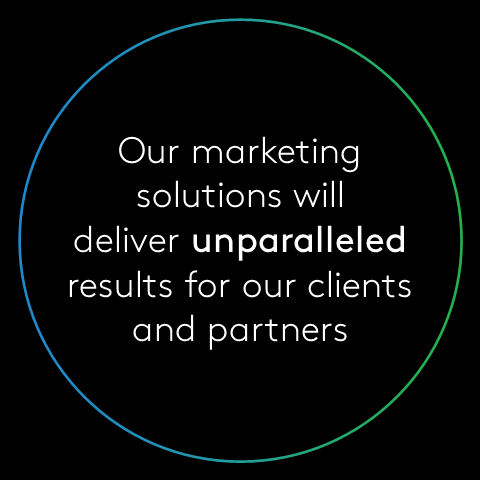 Our marketing
solutions will
deliver unparalleled
results for our clients
and partners